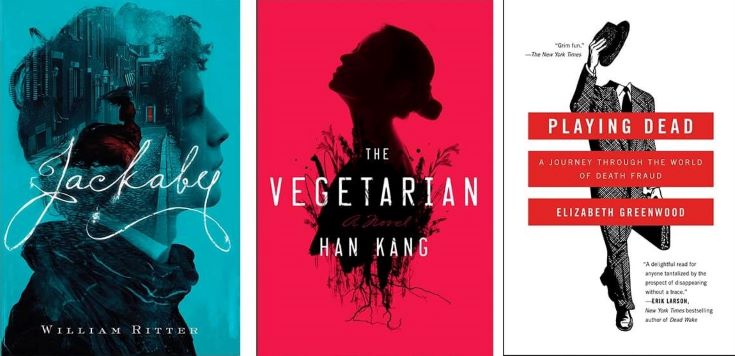 Jackaby
WILLIAM RITTER
THE
VEGETARIAN
A Novel
HAN KANG
"Grim fun."
—The New York Times
PLAYING DEAD
A JOURNEY THROUGH THE WORLD
OF DEATH FRAUD
ELIZABETH GREENWOOD
"A delightful read for
anyone tantalized by the
prospect of disappearing
without a trace."
—ERIK LARSON,
New York Times bestselling
author of Dead Wake